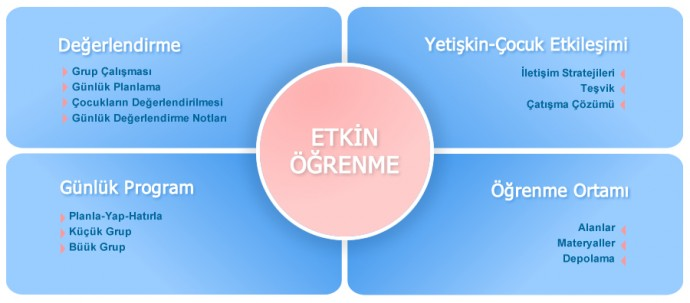 Değerlendirme
Grup Çalışması
Günlük Planlama
Çocukların Değerlendirilmesi
Günlük Değerlendirme Notları
Yetişkin-Çocuk Etkileşimi
İletişim Stratejileri
Teşvik
Çatışma Çözümü
ETKİN
ÖĞRENME
Günlük Program
Planla-Yap-Hatırla
Küçük Grup
Büük Grup
Öğrenme Ortamı
Alanlar
Materyaller
Depolama